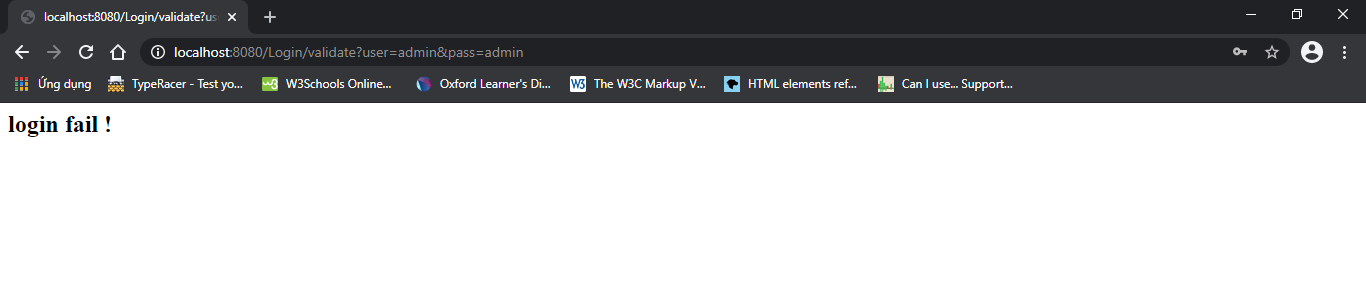 localhost:8080/Login/validate?us
localhost:8080/Login/validate?user=admin&pass=admin
Ứng dụng TypeRacer - Test yo... W3Schools Online... Oxford Learner's Di... The W3C Markup V... HTML elements ref... Can I use... Support...
login fail !